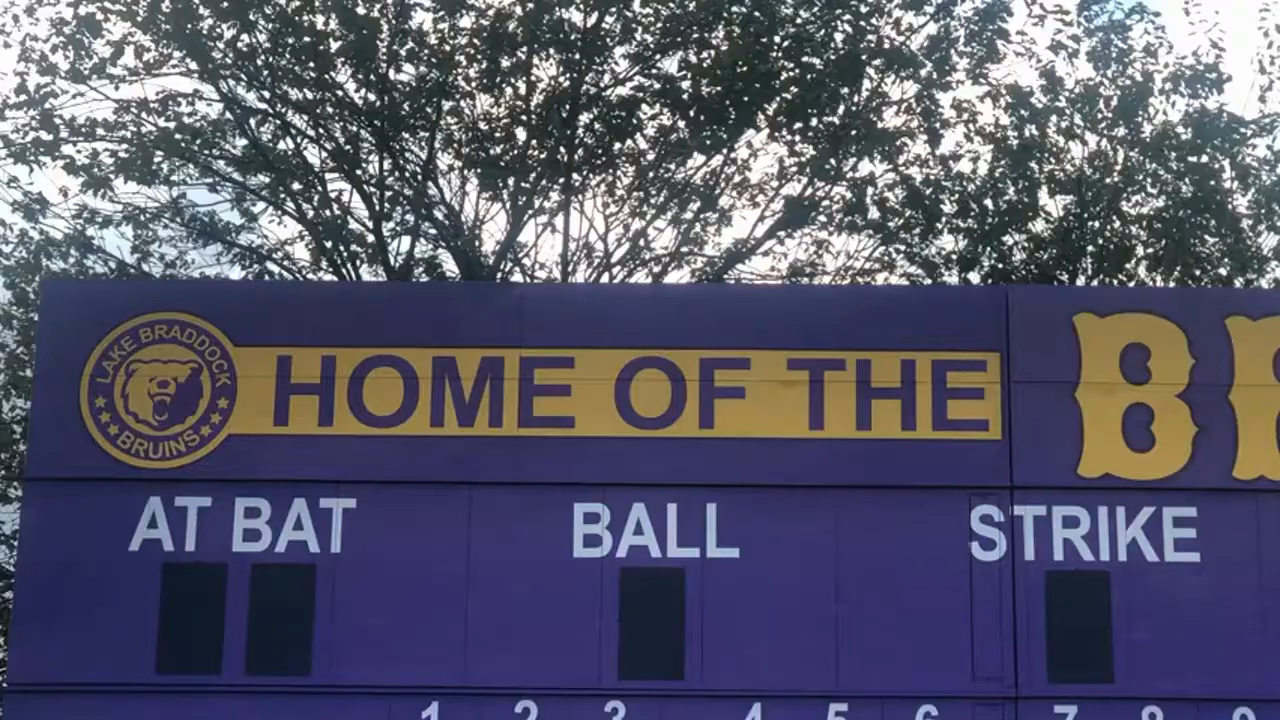 LAKE BRADDOCK
BRUINS
HOME OF THE
AT BAT
BALL
STRIKE
1 2 3 4 5 6 7 8 9